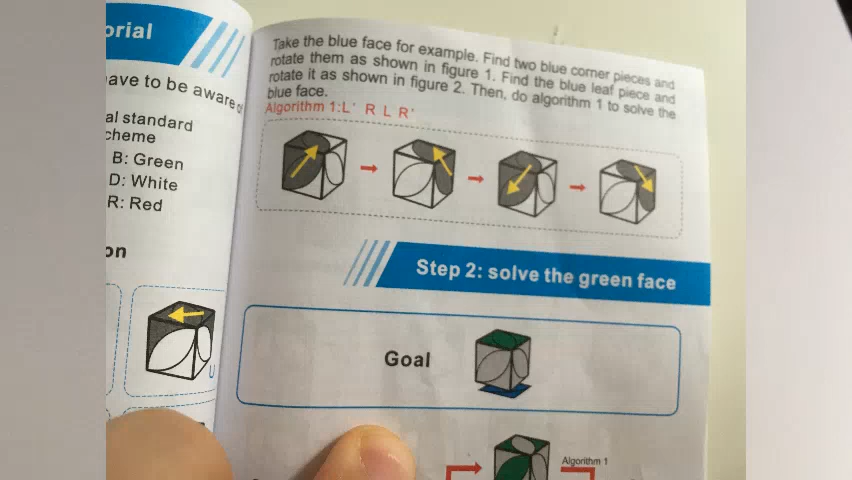 orial
ave to be aware
al standard
cheme
B: Green
D: White
R: Red
on
U
Take the blue face for example. Find two blue corner pieces and
rotate them as shown in figure 1. Find the blue leaf piece and
rotate it as shown in figure 2. Then, do algorithm 1 to solve the
blue face.
Algorithm 1:L' R L R'
Step 2: solve the green face
Goal
Algorithm 1